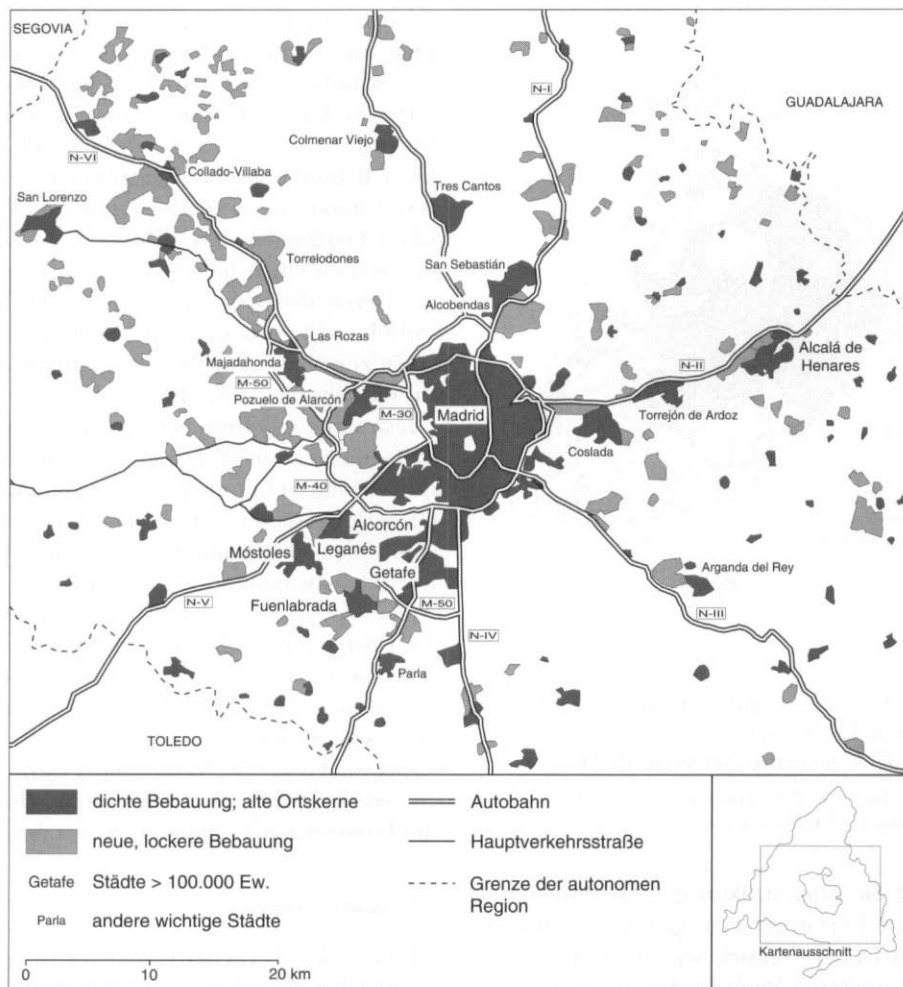 SEGOVIA
N-I
GUADALAJARA
Colmenar Viejo
N-VI
Collado-Villaba
San Lorenzo
Tres Cantos
Torrelodones
San Sebastián
Alcobendas
Las Rozas
Majadahonda
M-50
Pozuelo de Alarcón
M-30
Madrid
N-II
Alcalá de
Henares
Torrejón de Ardoz
Coslada
M-40
Alcorcón
Móstoles
Leganés
Getafe
Arganda del Rey
N-V
Fuenlabrada
M-50
N-III
N-IV
Parla
TOLEDO
dichte Bebauung; alte Ortskerne
neue, lockere Bebauung
Getafe Städte > 100.000 Ew.
Parla andere wichtige Städte
0 10 20 km
Autobahn
Hauptverkehrsstraße
Grenze der autonomen
Region
Kartenausschnitt